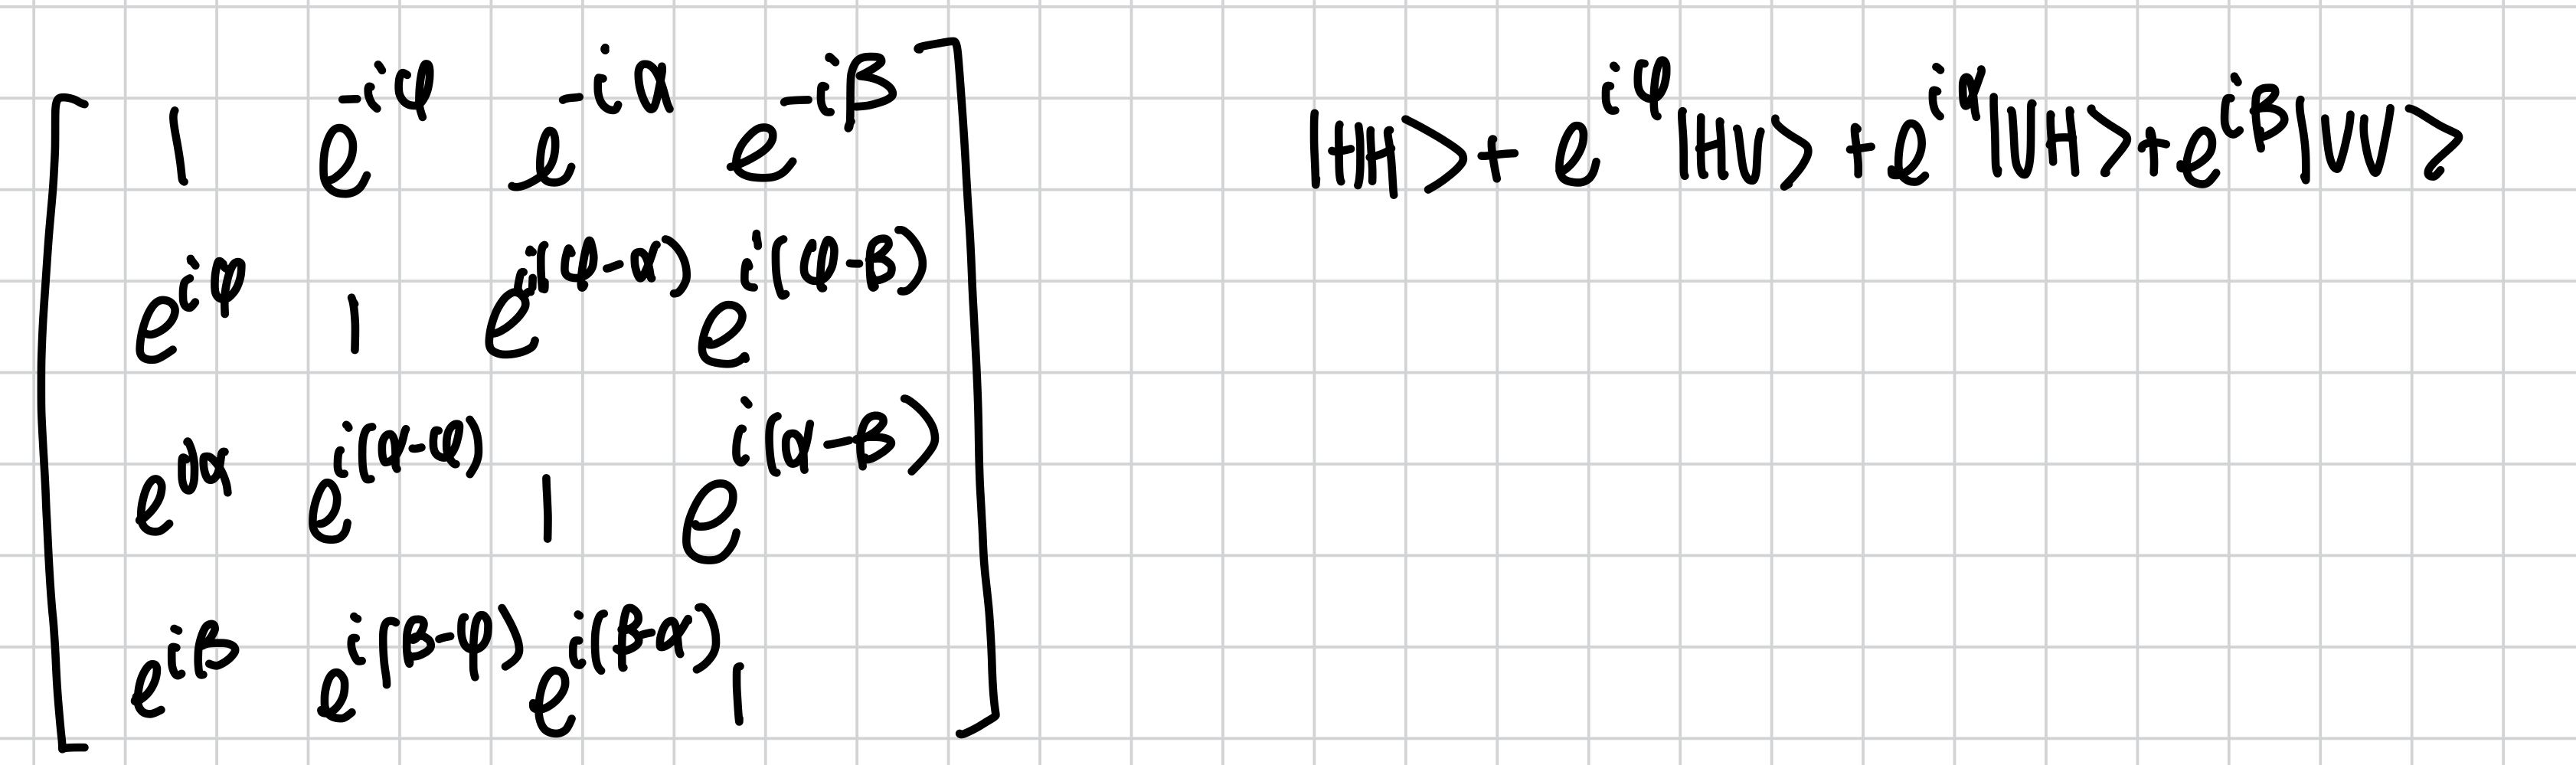 1 e^{-iφ} e^{-iα} e^{-iβ} |HH> + e^{iφ}|HV> + e^{iα}|VH> + e^{iβ}|VV>
e^{iφ} 1 e^{i(φ-α)} e^{i(φ-β)}
e^{iα} e^{i(α-φ)} 1 e^{i(α-β)}
e^{iβ} e^{i(β-φ)} e^{i(β-α)} 1